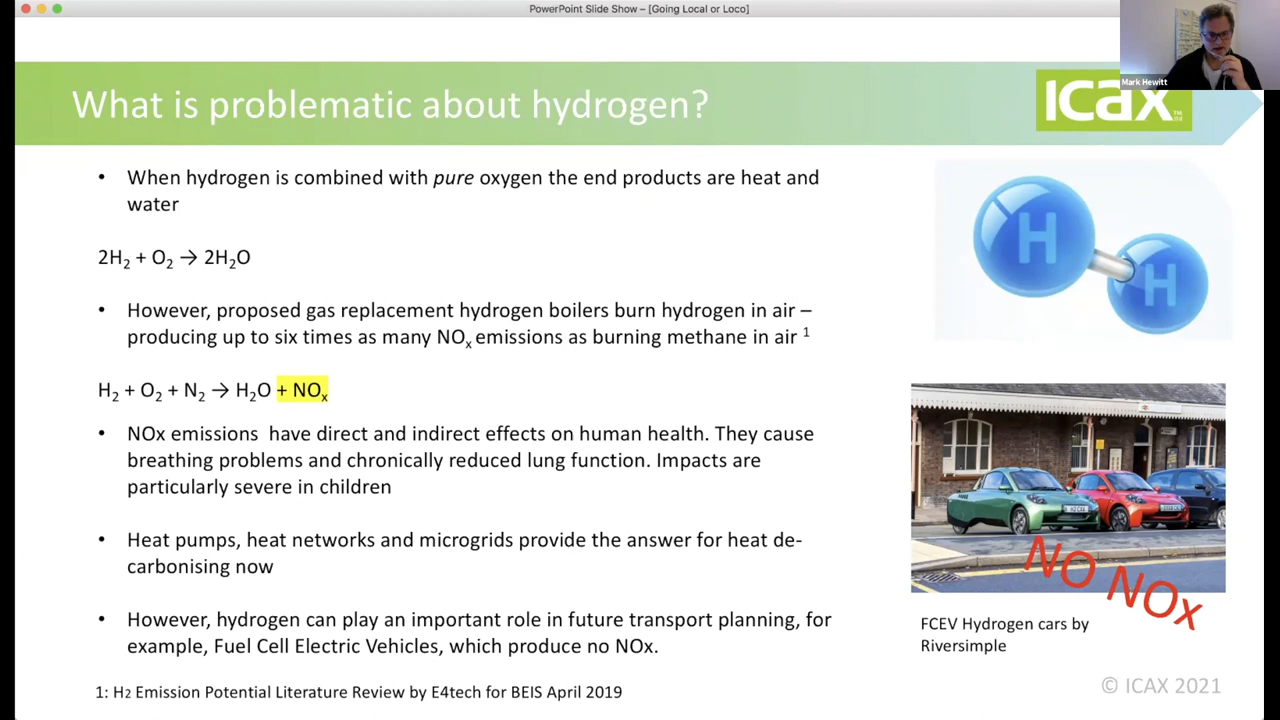 PowerPoint Slide Show – [Going Local or Loco]
Mark Hewitt
What is problematic about hydrogen?
icax
TM
ltd
• When hydrogen is combined with pure oxygen the end products are heat and
water
2H₂ + O₂ → 2H₂O
• However, proposed gas replacement hydrogen boilers burn hydrogen in air –
producing up to six times as many NOₓ emissions as burning methane in air ¹
H₂ + O₂ + N₂ → H₂O + NOₓ
• NOx emissions  have direct and indirect effects on human health. They cause
breathing problems and chronically reduced lung function. Impacts are
particularly severe in children
• Heat pumps, heat networks and microgrids provide the answer for heat de-
carbonising now
• However, hydrogen can play an important role in future transport planning, for
example, Fuel Cell Electric Vehicles, which produce no NOx.
1: H2 Emission Potential Literature Review by E4tech for BEIS April 2019
H
H
NO NOx
FCEV Hydrogen cars by
Riversimple
© ICAX 2021